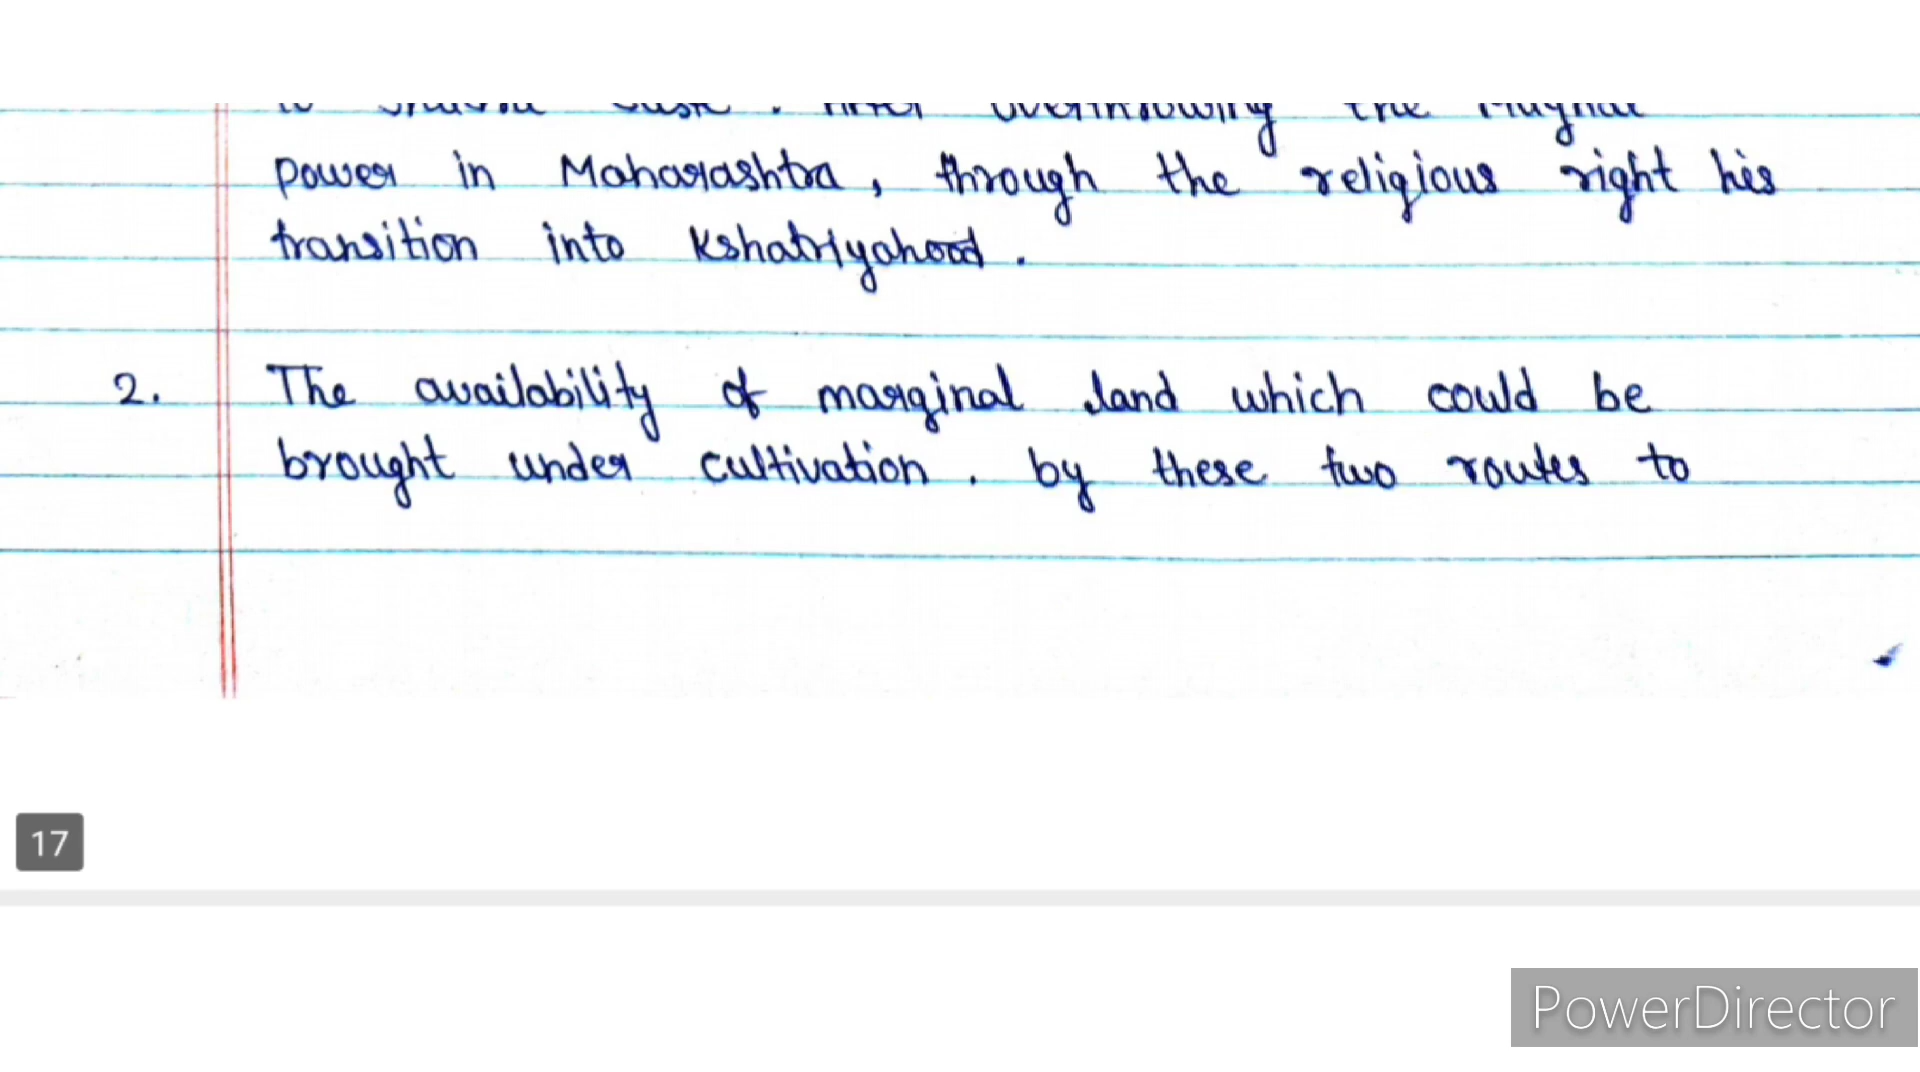 the
power in Maharashtra, through the religious right his
transition into Kshatriyahood.
2. The availability of marginal land which could be
brought under cultivation. by these two routes to
17
PowerDirector